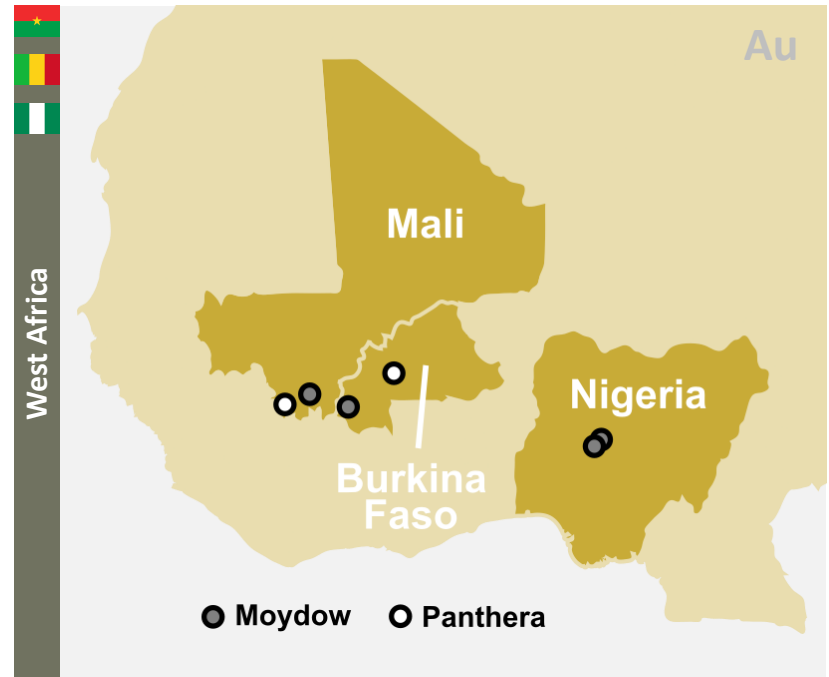 Au
West Africa
Mali
Nigeria
Burkina
Faso
Moydow
Panthera